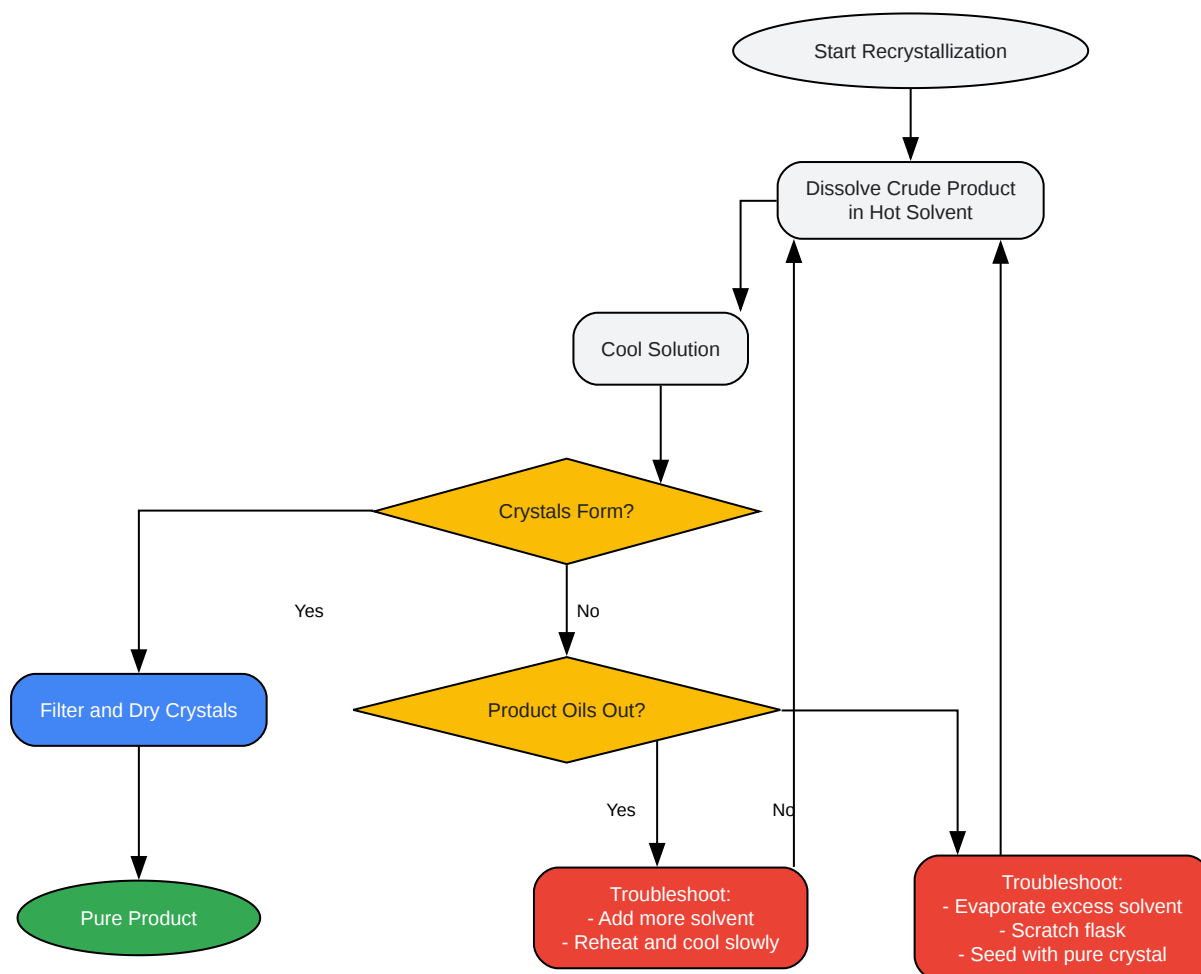 Start Recrystallization
Dissolve Crude Product
in Hot Solvent
Cool Solution
Crystals Form?
Yes
No
Filter and Dry Crystals
Product Oils Out?
Yes
No
Pure Product
Troubleshoot:
- Add more solvent
- Reheat and cool slowly
Troubleshoot:
- Evaporate excess solvent
- Scratch flask
- Seed with pure crystal